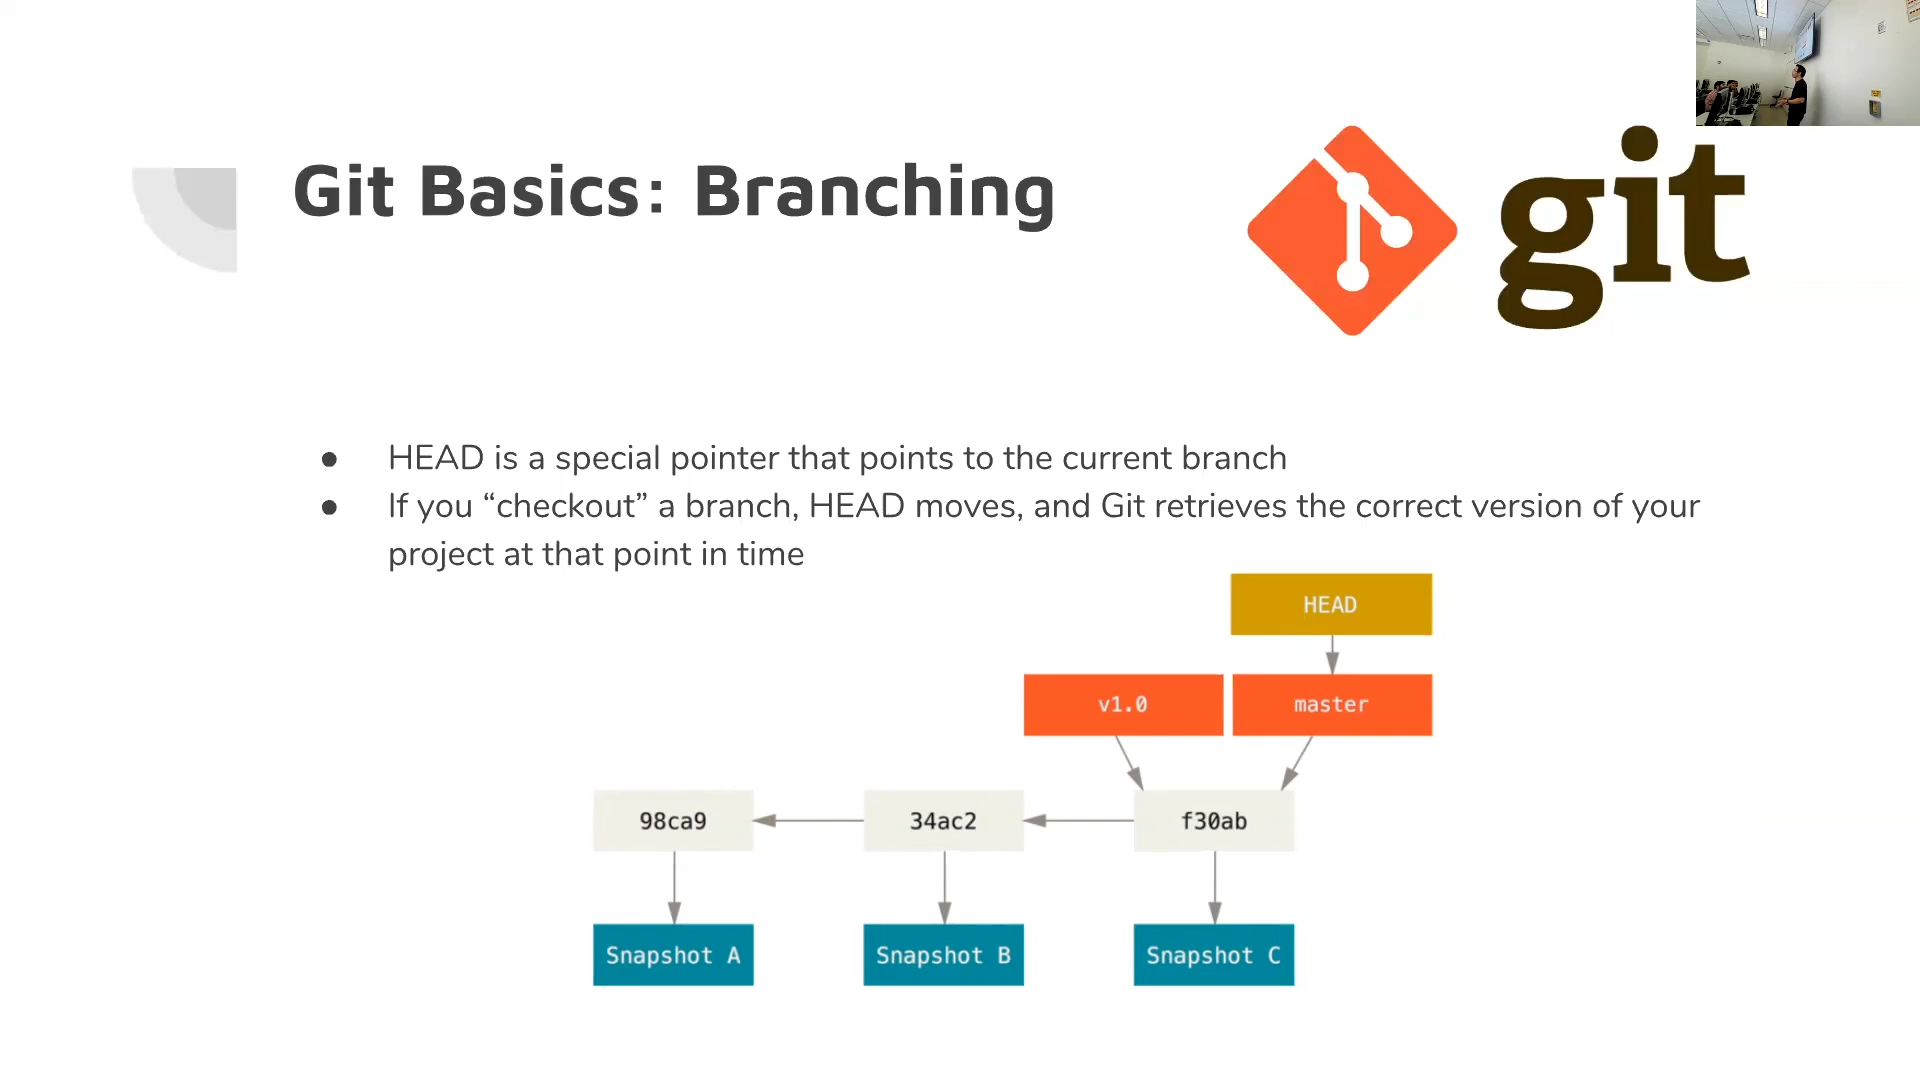 Git Basics: Branching
git
● HEAD is a special pointer that points to the current branch
● If you “checkout” a branch, HEAD moves, and Git retrieves the correct version of your
project at that point in time
HEAD
v1.0 master
98ca9 34ac2 f30ab
Snapshot A Snapshot B Snapshot C